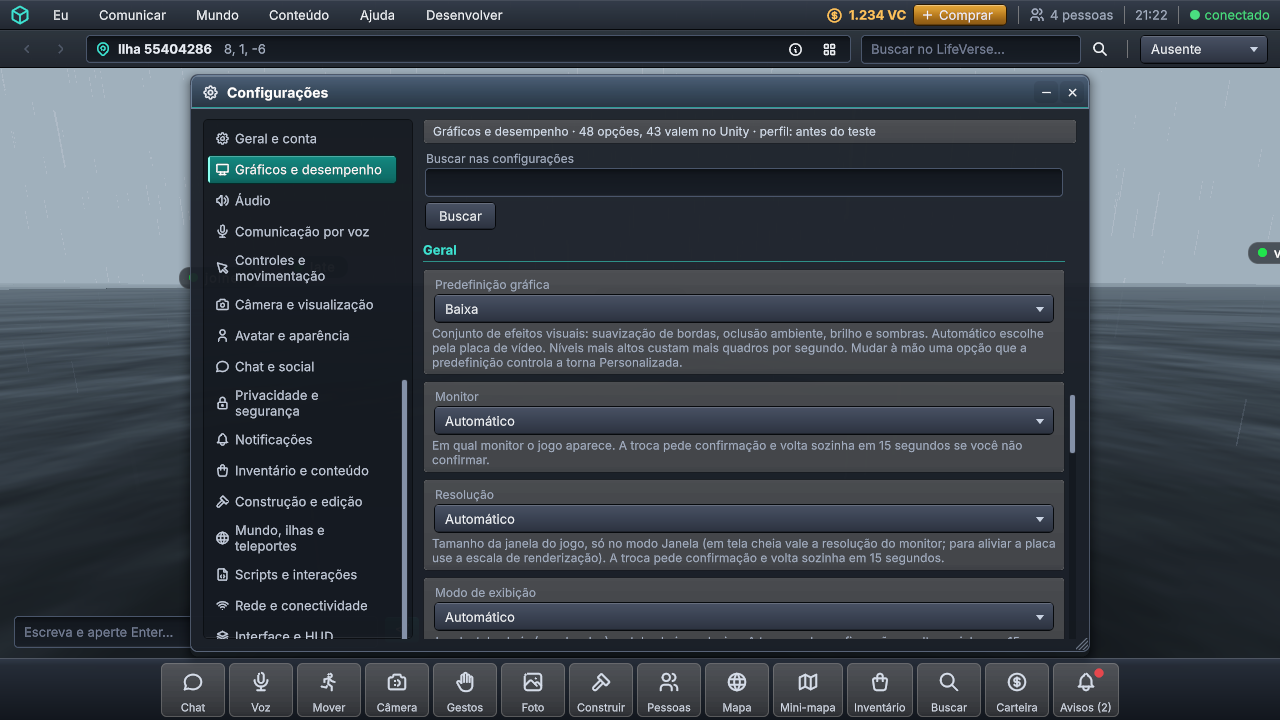 Eu Comunicar Mundo Conteúdo Ajuda Desenvolver 1.234 VC + Comprar 4 pessoas 21:22 conectado
Ilha 55404286 8, 1, -6 Buscar no LifeVerse... Ausente
Configurações
Geral e conta
Gráficos e desempenho
Áudio
Comunicação por voz
Controles e
movimentação
Câmera e visualização
Avatar e aparência
Chat e social
Privacidade e
segurança
Notificações
Inventário e conteúdo
Construção e edição
Mundo, ilhas e
teleportes
Scripts e interações
Rede e conectividade
Interface e HUD
Gráficos e desempenho · 48 opções, 43 valem no Unity · perfil: antes do teste
Buscar nas configurações
Buscar
Geral
Predefinição gráfica
Baixa
Conjunto de efeitos visuais: suavização de bordas, oclusão ambiente, brilho e sombras. Automático escolhe
pela placa de vídeo. Níveis mais altos custam mais quadros por segundo. Mudar à mão uma opção que a
predefinição controla a torna Personalizada.
Monitor
Automático
Em qual monitor o jogo aparece. A troca pede confirmação e volta sozinha em 15 segundos se você não
confirmar.
Resolução
Automático
Tamanho da janela do jogo, só no modo Janela (em tela cheia vale a resolução do monitor; para aliviar a placa
use a escala de renderização). A troca pede confirmação e volta sozinha em 15 segundos.
Modo de exibição
Automático
Escreva e aperte Enter...
Chat Voz Mover Câmera Gestos Foto Construir Pessoas Mapa Mini-mapa Inventário Buscar Carteira Avisos (2)